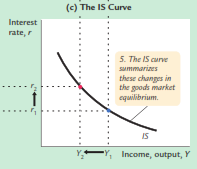 (c) The IS Curve
Interest
rate, r
5. The IS curve
summarizes
these changes in
the goods market
equilibrium.
r2
r1
IS
Y2 Y1 Income, output, Y